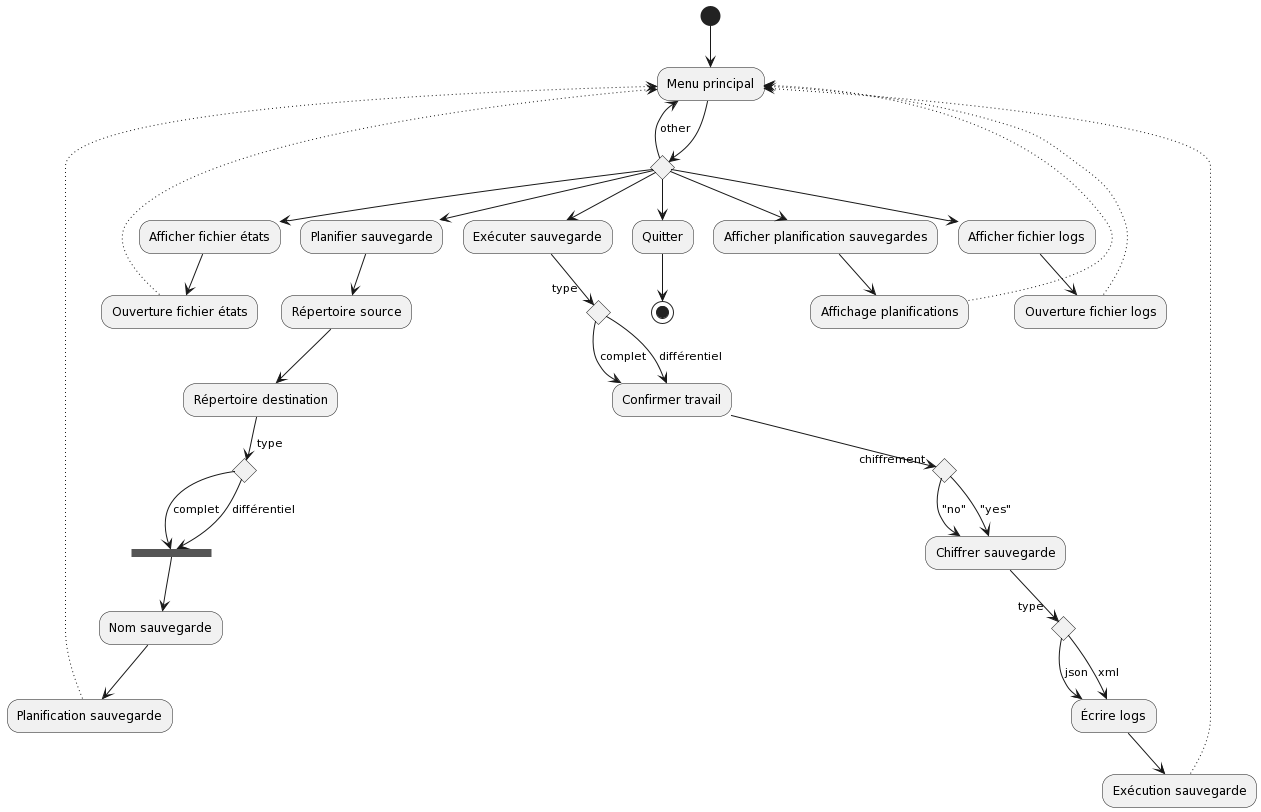 Menu principal
other
Afficher fichier états
Planifier sauvegarde
Exécuter sauvegarde
Quitter
Afficher planification sauvegardes
Afficher fichier logs
type
Ouverture fichier états
Répertoire source
Affichage planifications
Ouverture fichier logs
complet
différentiel
Répertoire destination
Confirmer travail
type
chiffrement
complet
différentiel
"no"
"yes"
Chiffrer sauvegarde
type
Nom sauvegarde
json
xml
Planification sauvegarde
Écrire logs
Exécution sauvegarde